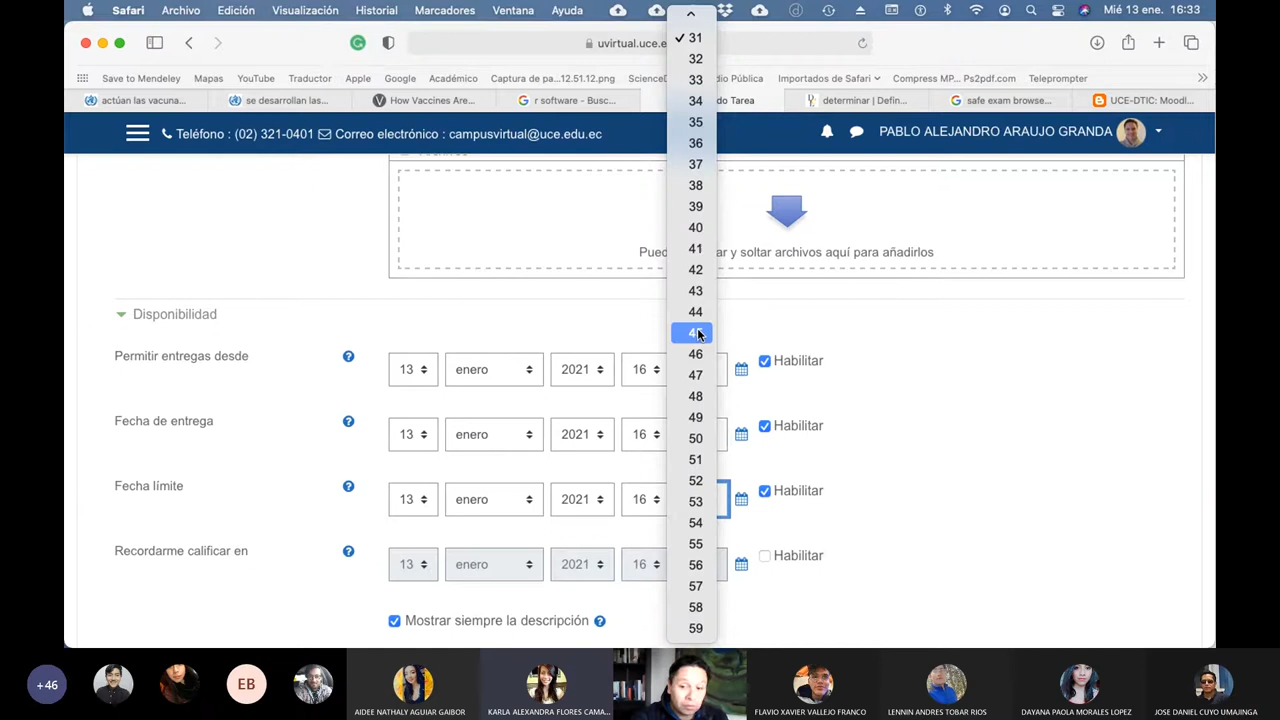 Safari Archivo Edición Visualización Historial Marcadores Ventana Ayuda Mié 13 ene. 16:33
uvirtual.uce.e
Save to Mendeley Mapas YouTube Traductor Apple Google Académico Captura de pa...12.51.12.png ScienceD dio Pública Importados de Safari Compress MP... Ps2pdf.com Teleprompter
actúan las vacuna... se desarrollan las... How Vaccines Are... r software - Busc... do Tarea determinar | Defin... safe exam browse... UCE-DTIC: Moodl...
Teléfono : (02) 321-0401 Correo electrónico : campusvirtual@uce.edu.ec PABLO ALEJANDRO ARAUJO GRANDA
Puede ar y soltar archivos aquí para añadirlos
Disponibilidad
Permitir entregas desde ? 13 enero 2021 16 Habilitar
Fecha de entrega ? 13 enero 2021 16 Habilitar
Fecha límite ? 13 enero 2021 16 Habilitar
Recordarme calificar en ? 13 enero 2021 16 Habilitar
Mostrar siempre la descripción ?
31
32
33
34
35
36
37
38
39
40
41
42
43
44
45
46
47
48
49
50
51
52
53
54
55
56
57
58
59
+46 EB AIDEE NATHALY AGUIAR GAIBOR KARLA ALEXANDRA FLORES CAMA... FLAVIO XAVIER VALLEJO FRANCO LENNIN ANDRES TOBAR RIOS DAYANA PAOLA MORALES LOPEZ JOSE DANIEL CUYO UMAJINGA